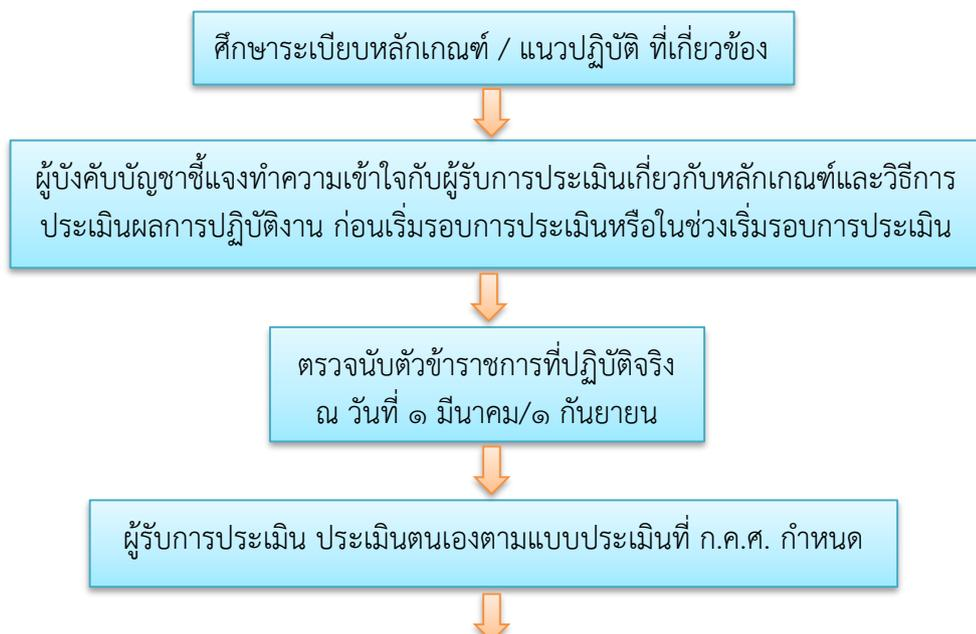 ศึกษาระเบียบหลักเกณฑ์ / แนวปฏิบัติ ที่เกี่ยวข้อง
ผู้บังคับบัญชาชี้แจงทำความเข้าใจกับผู้รับการประเมินเกี่ยวกับหลักเกณฑ์และวิธีการ
ประเมินผลการปฏิบัติงาน ก่อนเริ่มรอบการประเมินหรือในช่วงเริ่มรอบการประเมิน
ตรวจนับตัวข้าราชการที่ปฏิบัติจริง
ณ วันที่ ๑ มีนาคม/๑ กันยายน
ผู้รับการประเมิน ประเมินตนเองตามแบบประเมินที่ ก.ค.ศ. กำหนด